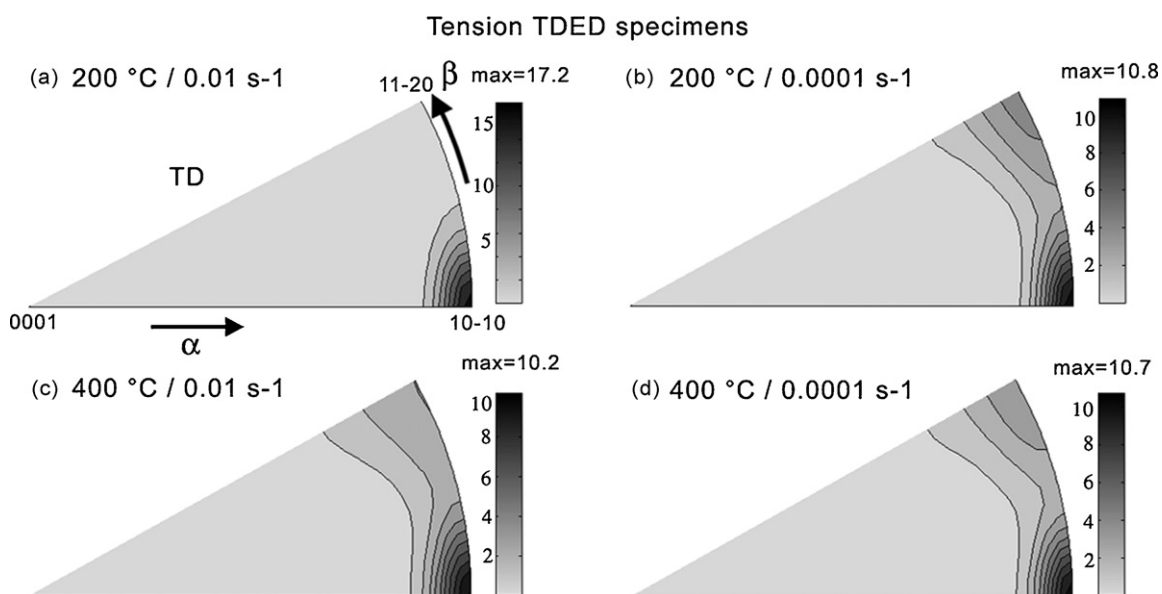 Tension TDED specimens
(a) 200 °C / 0.01 s-1
11-20 β
max=17.2
15
10
5
TD
0001
α
10-10
(b) 200 °C / 0.0001 s-1
max=10.8
10
8
6
4
2
(c) 400 °C / 0.01 s-1
max=10.2
10
8
6
4
2
(d) 400 °C / 0.0001 s-1
max=10.7
10
8
6
4
2